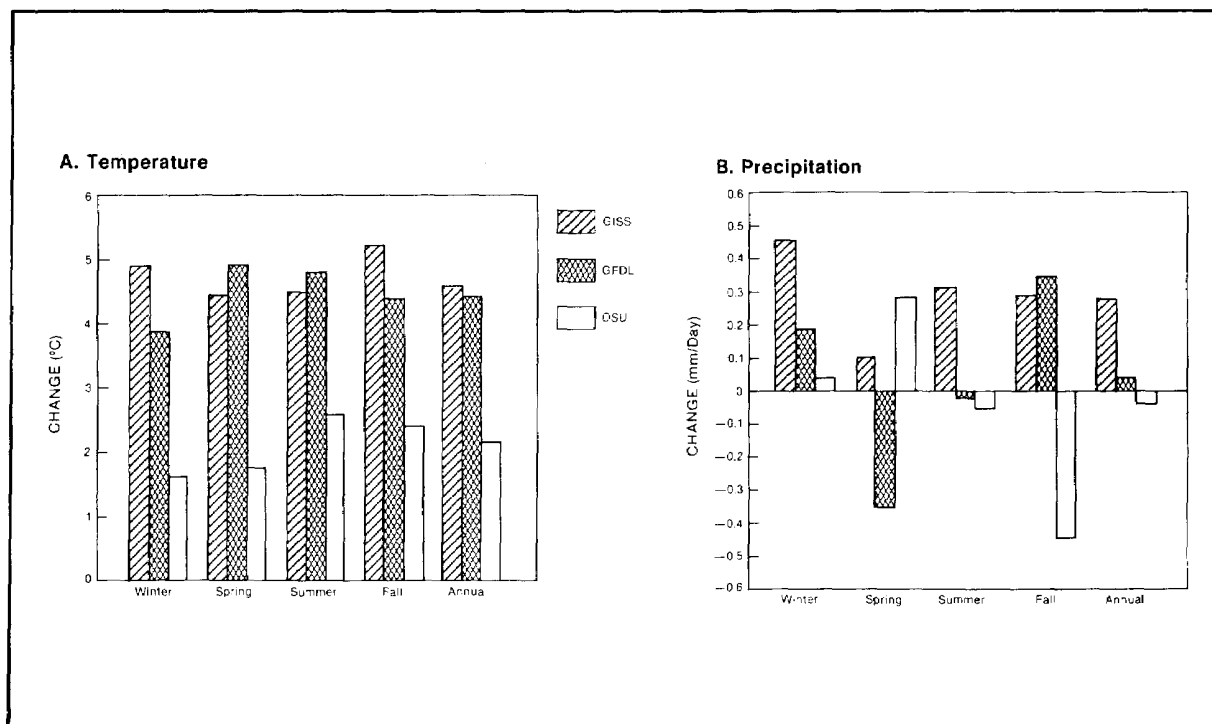 A. Temperature
6
5
4
3
2
1
0
CHANGE (ºC)
Winter
Spring
Summer
Fall
Annua
GISS
GFDL
OSU
B. Precipitation
0.6
0.5
0.4
0.3
0.2
0.1
0
—0.1
—0.2
—0.3
—0.4
—0.5
—0.6
CHANGE (mm/Day)
Winter
Spring
Summer
Fall
Annual